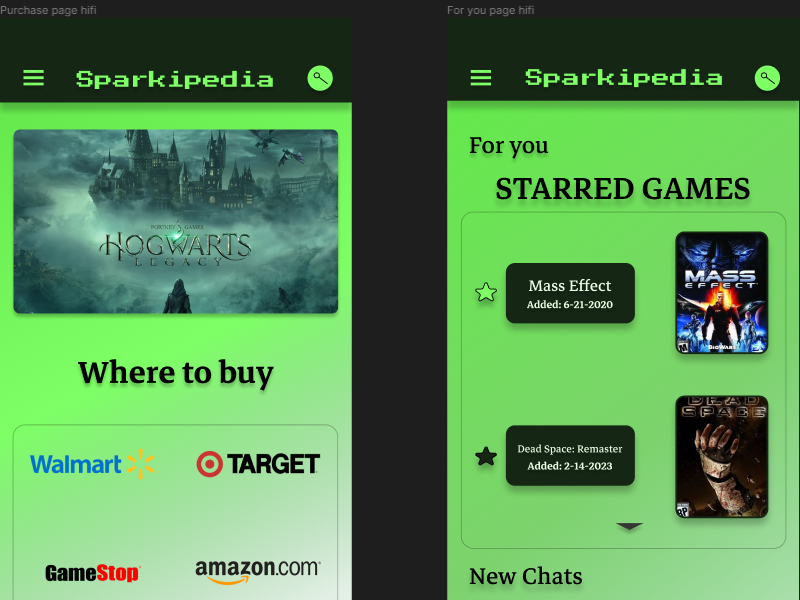 Purchase page hifi
Sparkipedia
PORTKEY GAMES
HOGWARTS
LEGACY
Where to buy
Walmart
TARGET
GameStop
amazon.com
For you page hifi
Sparkipedia
For you
STARRED GAMES
Mass Effect
Added: 6-21-2020
MASS
EFFECT
M
BIOWARE
Dead Space: Remaster
Added: 2-14-2023
DEAD
SPACE
RP
New Chats